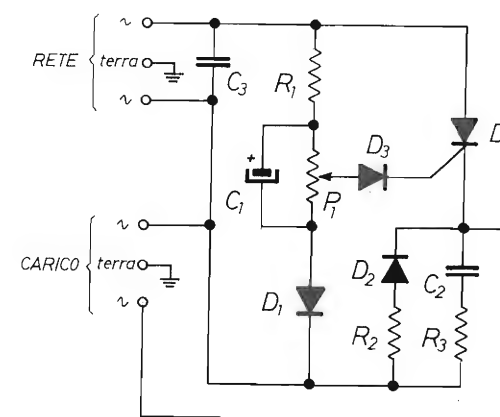 ~
RETE terra
~
C3
R1
D3
D
+
C1
P1
~
CARICO terra
~
D1
D2
C2
R2
R3